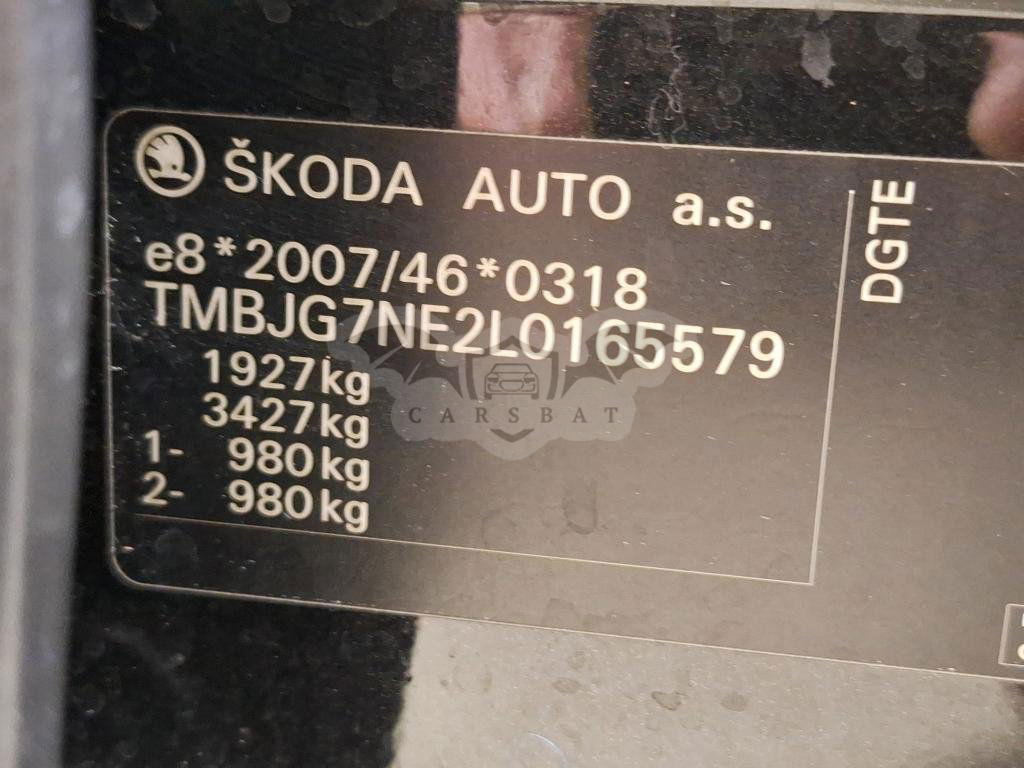 ŠKODA AUTO a.s.
e8*2007/46*0318
TMBJG7NE2L0165579
1927kg
3427kg
1- 980kg
2- 980kg
DGTE
CARSBAT